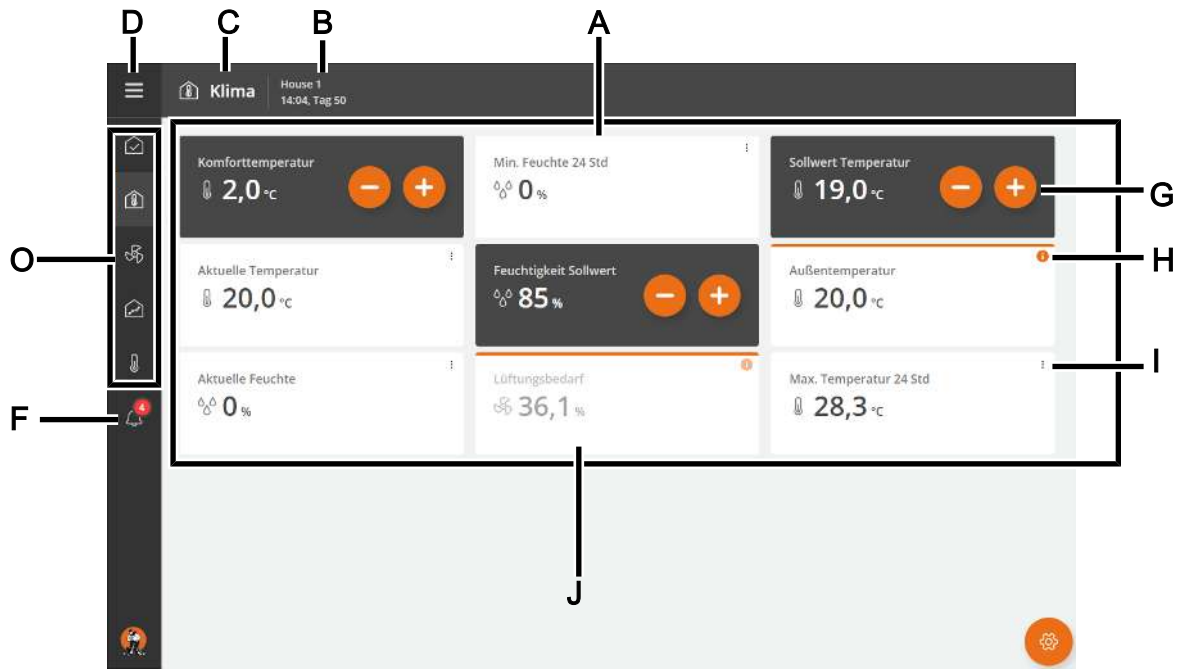 D
C
B
A
Klima
House 1
14:04, Tag 50
Komforttemperatur
2,0 °C
Min. Feuchte 24 Std
0 %
Sollwert Temperatur
19,0 °C
G
O
Aktuelle Temperatur
20,0 °C
Feuchtigkeit Sollwert
85 %
Außentemperatur
20,0 °C
H
F
4
Aktuelle Feuchte
0 %
Lüftungsbedarf
36,1 %
Max. Temperatur 24 Std
28,3 °C
I
J